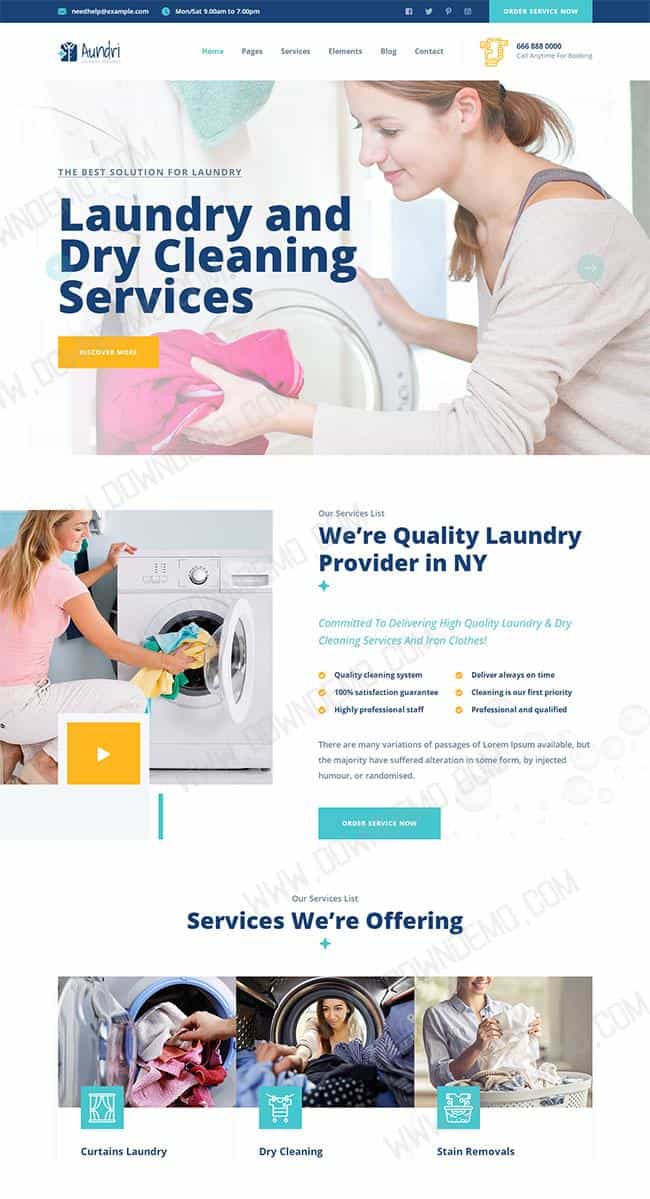 needhelp@example.com
Mon/Sat 9.00am to 7.00pm
ORDER SERVICE NOW
Aundri
Home
Pages
Services
Elements
Blog
Contact
666 888 0000
Call Anytime For Booking
THE BEST SOLUTION FOR LAUNDRY
Laundry and
Dry Cleaning
Services
DISCOVER MORE
Our Services List
We’re Quality Laundry
Provider in NY
Committed To Delivering High Quality Laundry & Dry
Cleaning Services And Iron Clothes!
Quality cleaning system
Deliver always on time
100% satisfaction guarantee
Cleaning is our first priority
Highly professional staff
Professional and qualified
There are many variations of passages of Lorem Ipsum available, but
the majority have suffered alteration in some form, by injected
humour, or randomised.
ORDER SERVICE NOW
Our Services List
Services We’re Offering
Curtains Laundry
Dry Cleaning
Stain Removals
WWW.DOWNDEMO.COM